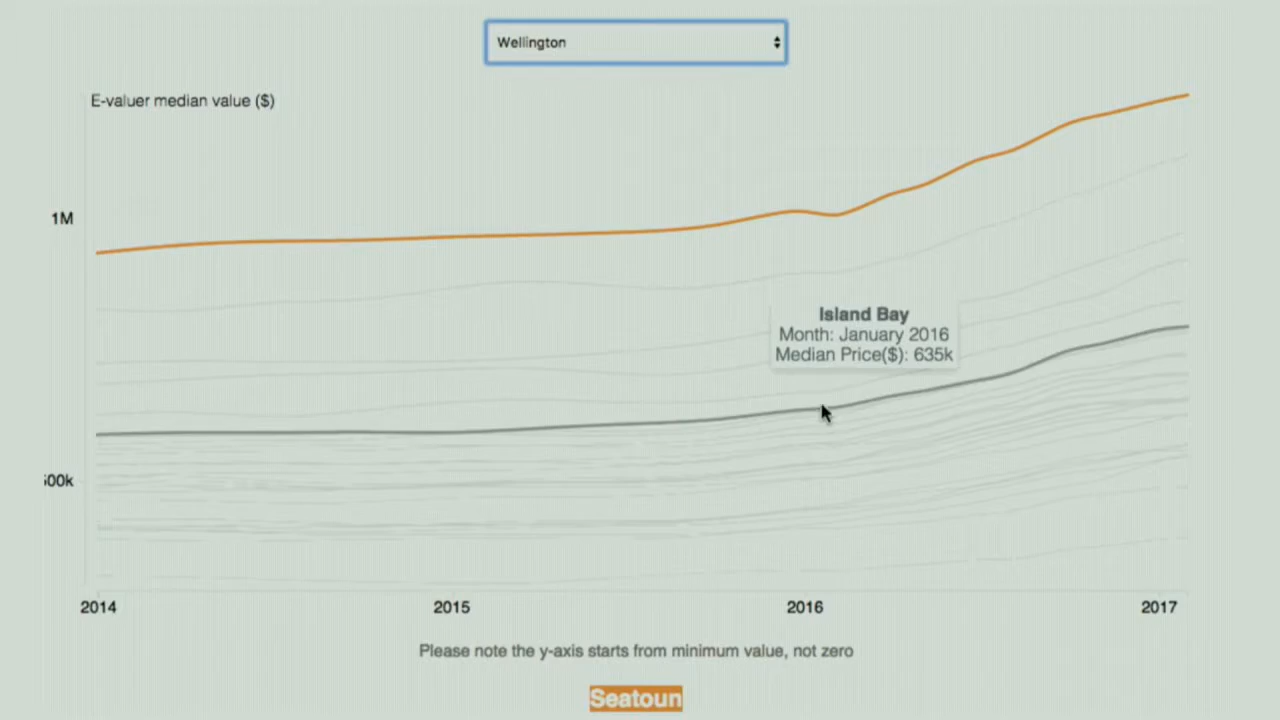 Wellington
E-valuer median value ($)
1M
Island Bay
Month: January 2016
Median Price($): 635k
500k
2014 2015 2016 2017
Please note the y-axis starts from minimum value, not zero
Seatoun